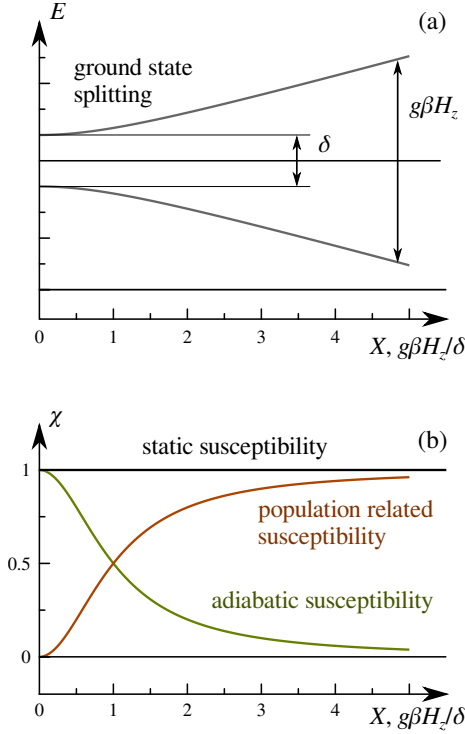 E
(a)
ground state
splitting
gβH_z
δ
0 1 2 3 4
X, gβH_z/δ
χ
(b)
static susceptibility
1
population related
susceptibility
0.5
adiabatic susceptibility
0
0 1 2 3 4
X, gβH_z/δ